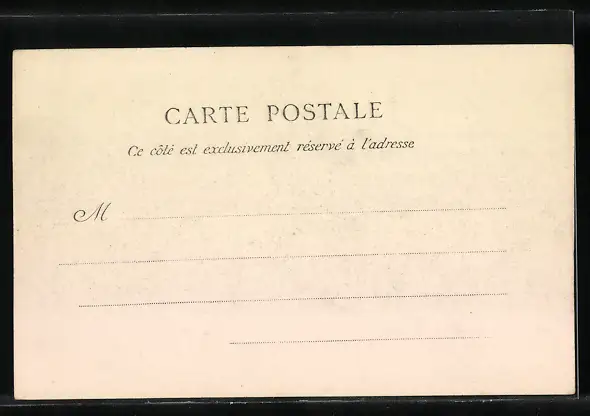 CARTE POSTALE
Ce côté est exclusivement réservé à l'adresse
M